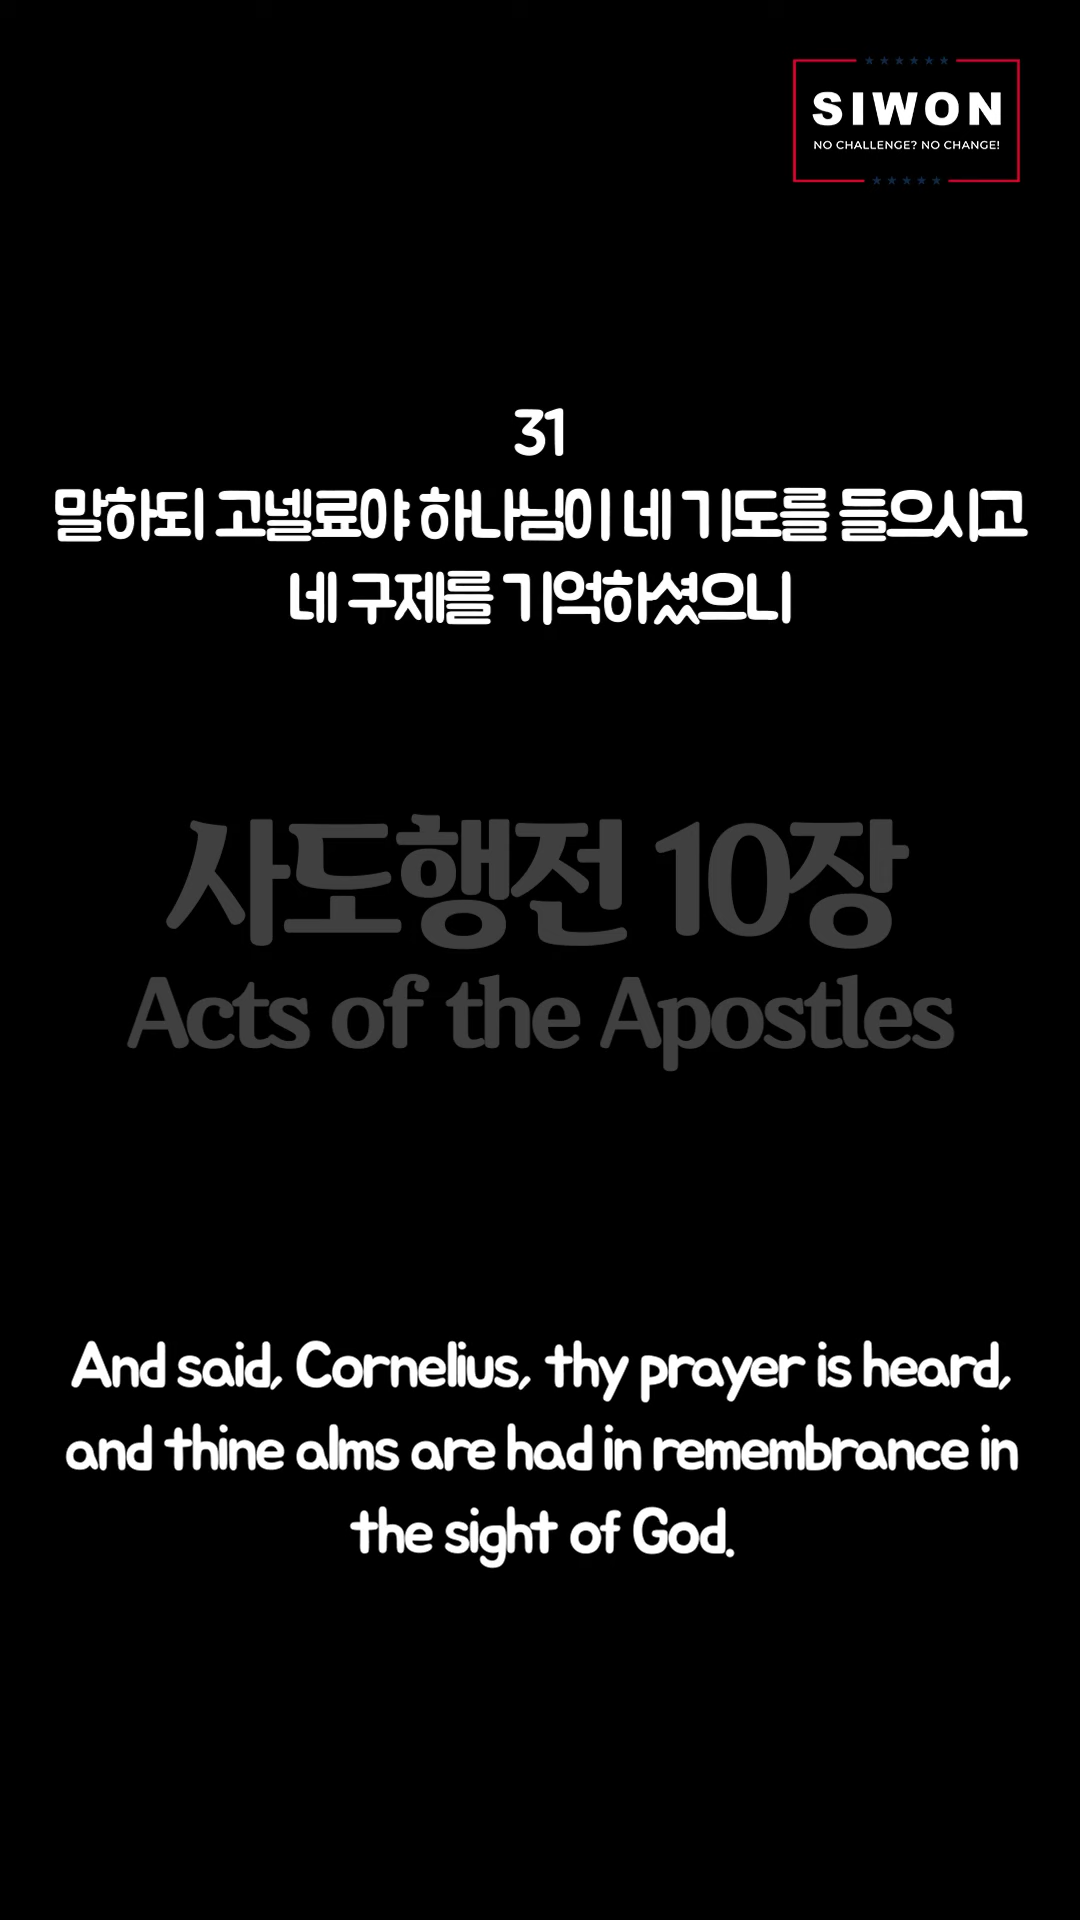 SIWON
NO CHALLENGE? NO CHANGE!
31
말하되 고넬료야 하나님이 네 기도를 들으시고
네 구제를 기억하셨으니
사도행전 10장
Acts of the Apostles
And said, Cornelius, thy prayer is heard,
and thine alms are had in remembrance in
the sight of God.